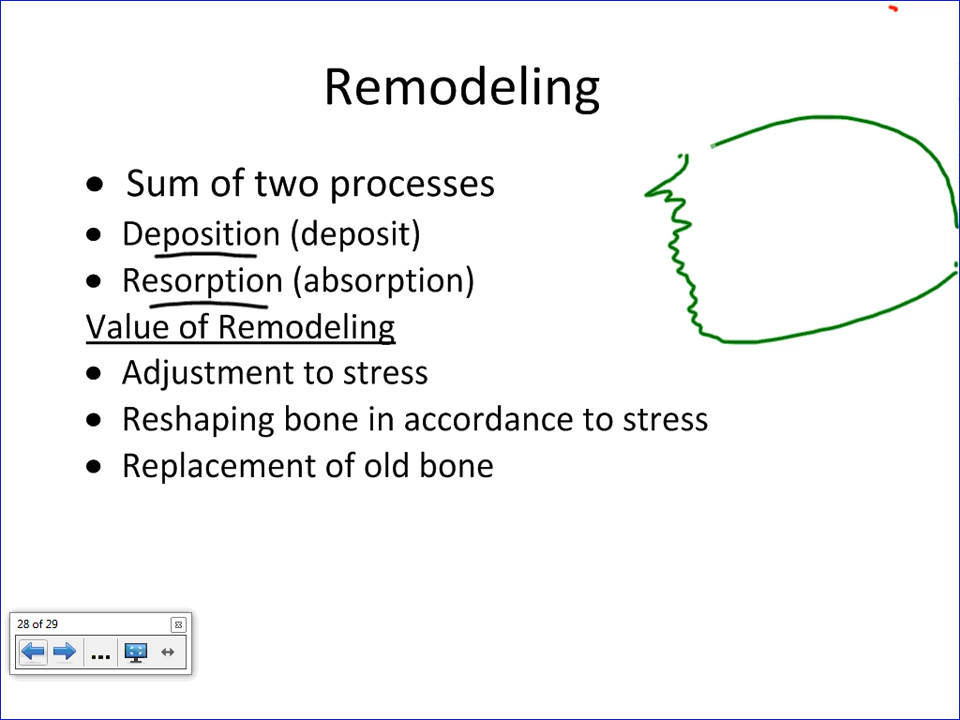 Remodeling
• Sum of two processes
• Deposition (deposit)
• Resorption (absorption)
Value of Remodeling
• Adjustment to stress
• Reshaping bone in accordance to stress
• Replacement of old bone
28 of 29
...